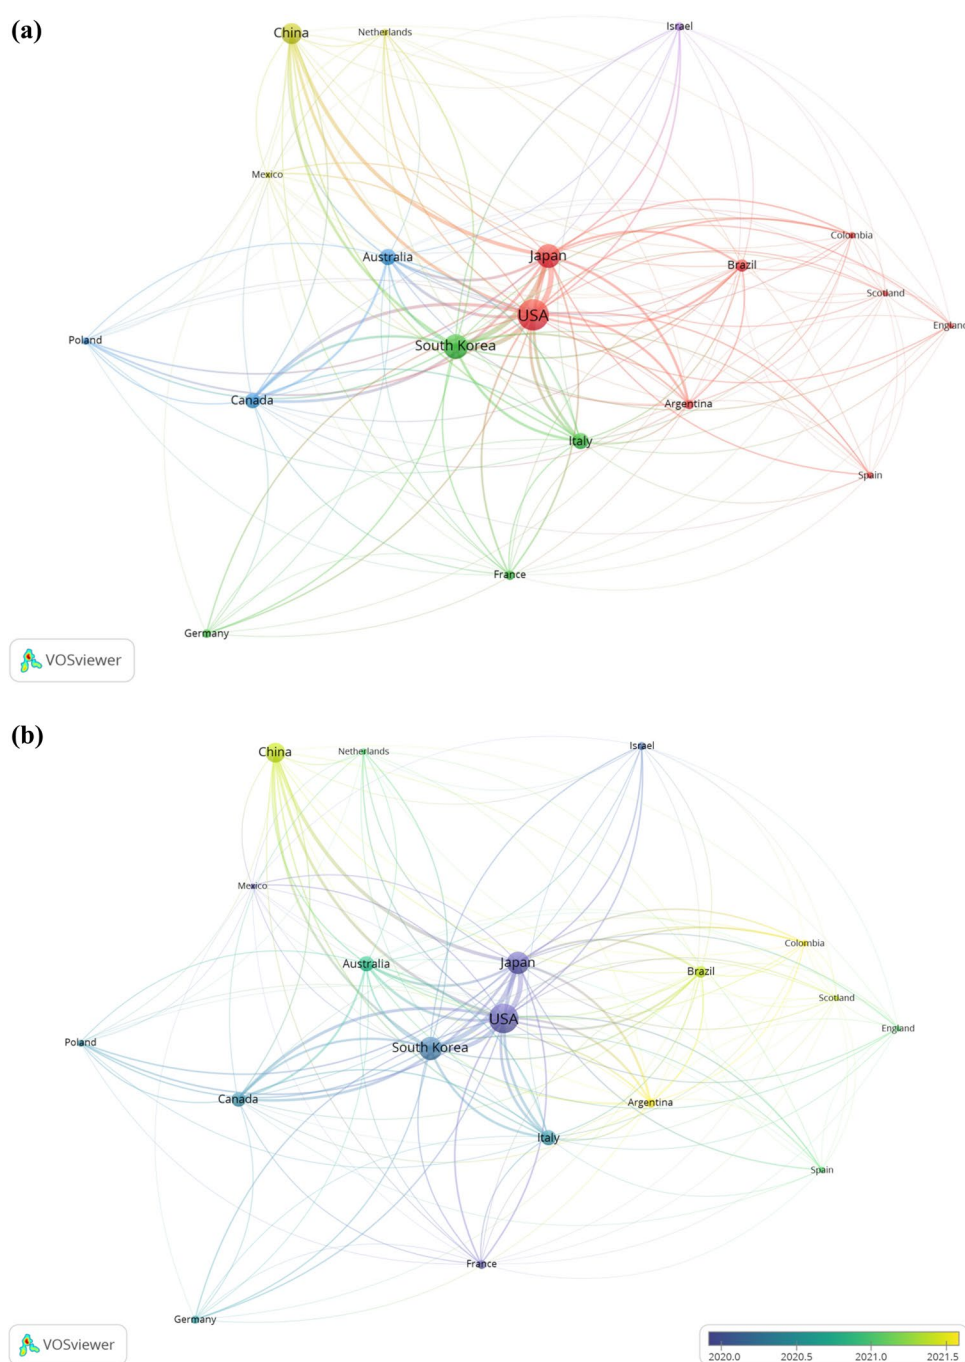 (a)
China
Netherlands
Israel
Mexico
Colombia
Australia
Japan
Brazil
Scotland
USA
England
Poland
South Korea
Canada
Argentina
Italy
Spain
France
Germany
VOSviewer
(b)
China
Netherlands
Israel
Mexico
Colombia
Australia
Japan
Brazil
Scotland
USA
England
Poland
South Korea
Canada
Argentina
Italy
Spain
France
Germany
VOSviewer
2020.0 2020.5 2021.0 2021.5